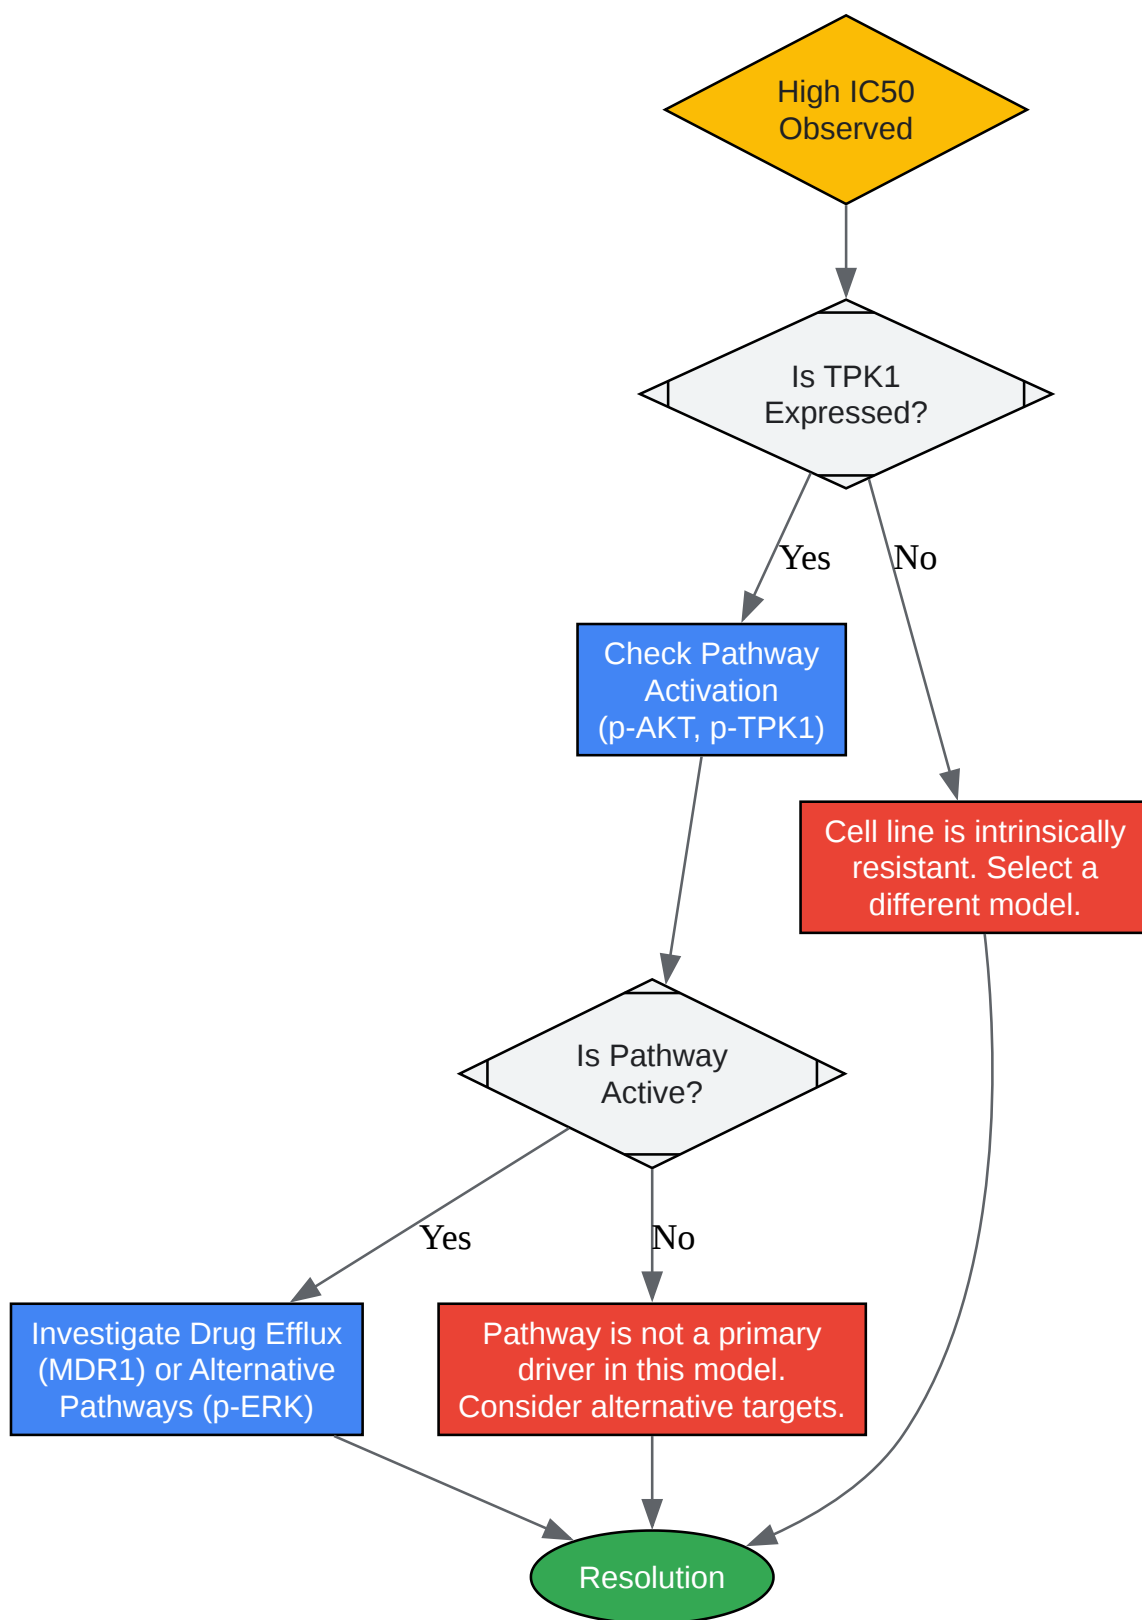 High IC50
Observed
Is TPK1
Expressed?
Yes
No
Check Pathway
Activation
(p-AKT, p-TPK1)
Cell line is intrinsically
resistant. Select a
different model.
Is Pathway
Active?
Yes
No
Investigate Drug Efflux
(MDR1) or Alternative
Pathways (p-ERK)
Pathway is not a primary
driver in this model.
Consider alternative targets.
Resolution